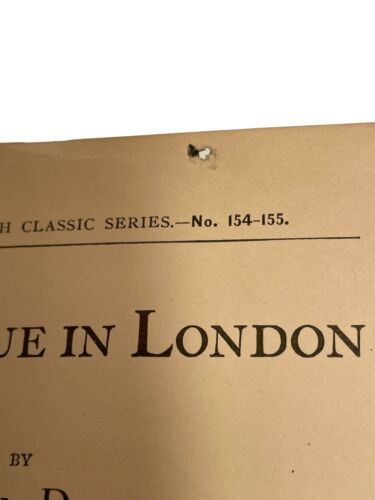 H CLASSIC SERIES.—No. 154-155.
UE IN LONDON
BY
D